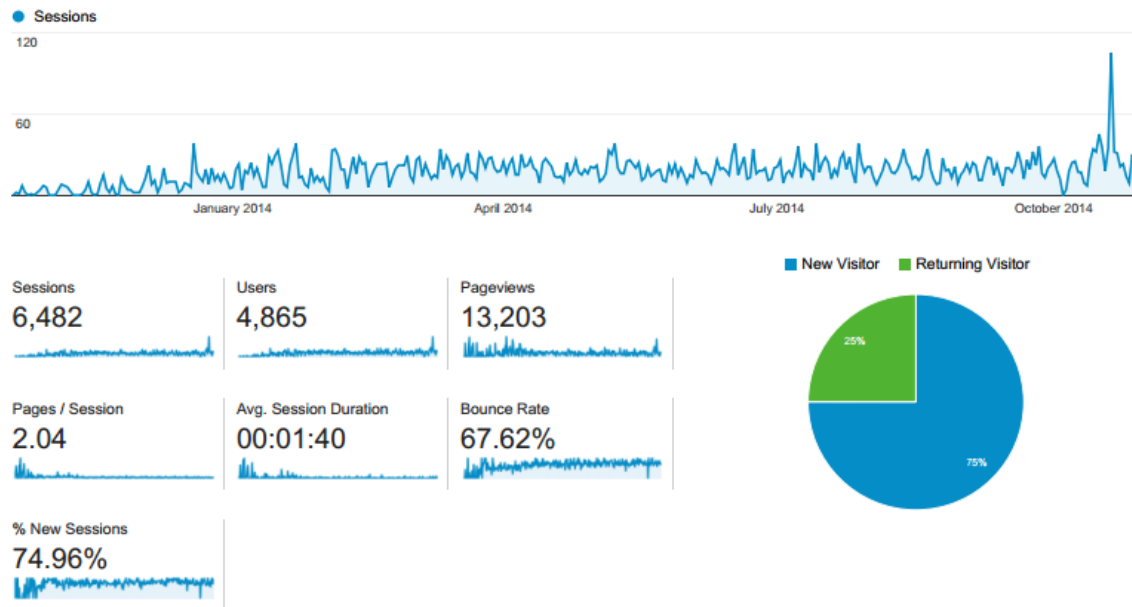 Sessions
120
60
January 2014 April 2014 July 2014 October 2014
New Visitor Returning Visitor
Sessions Users Pageviews
6,482 4,865 13,203
25%
Pages / Session Avg. Session Duration Bounce Rate
2.04 00:01:40 67.62%
75%
% New Sessions
74.96%